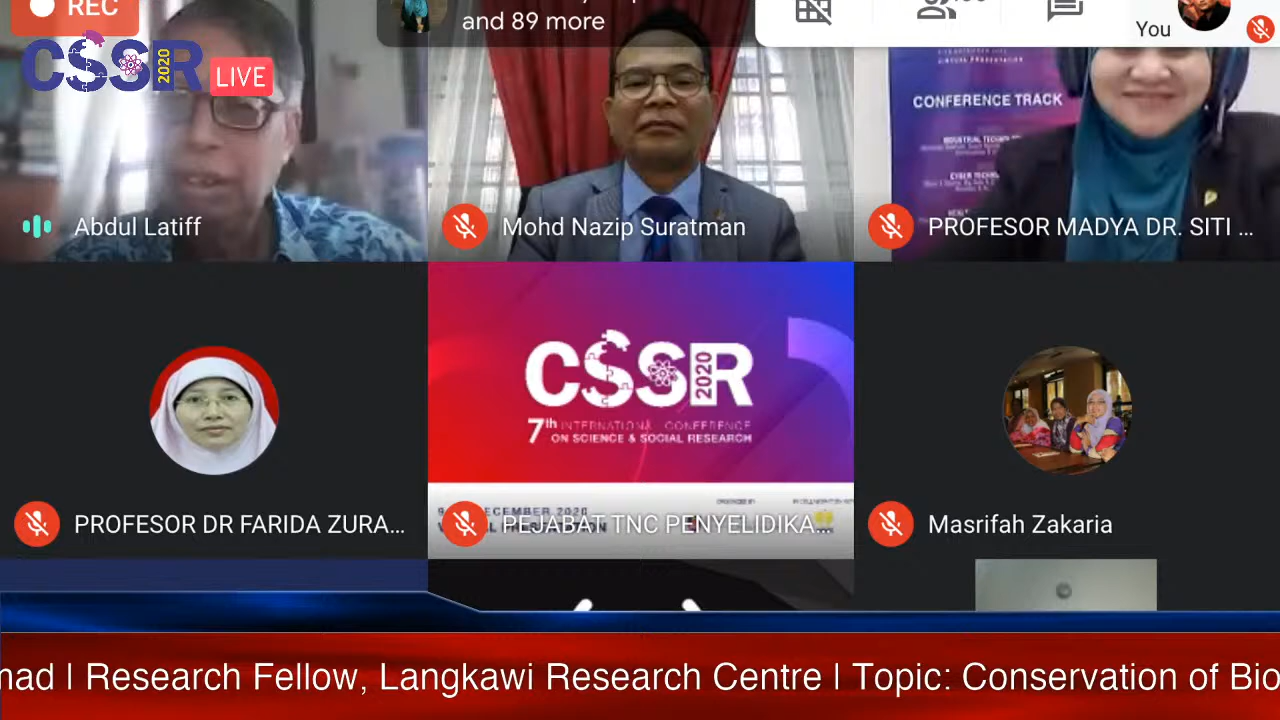 REC
and 89 more
You
CSSR 2020
LIVE
CONFERENCE TRACK
Abdul Latiff
Mohd Nazip Suratman
PROFESOR MADYA DR. SITI ...
CSSR 2020
7th INTERNATIONAL CONFERENCE
ON SCIENCE & SOCIAL RESEARCH
PROFESOR DR FARIDA ZURA...
PEJABAT TNC PENYELIDIKA...
Masrifah Zakaria
mad | Research Fellow, Langkawi Research Centre | Topic: Conservation of Bio